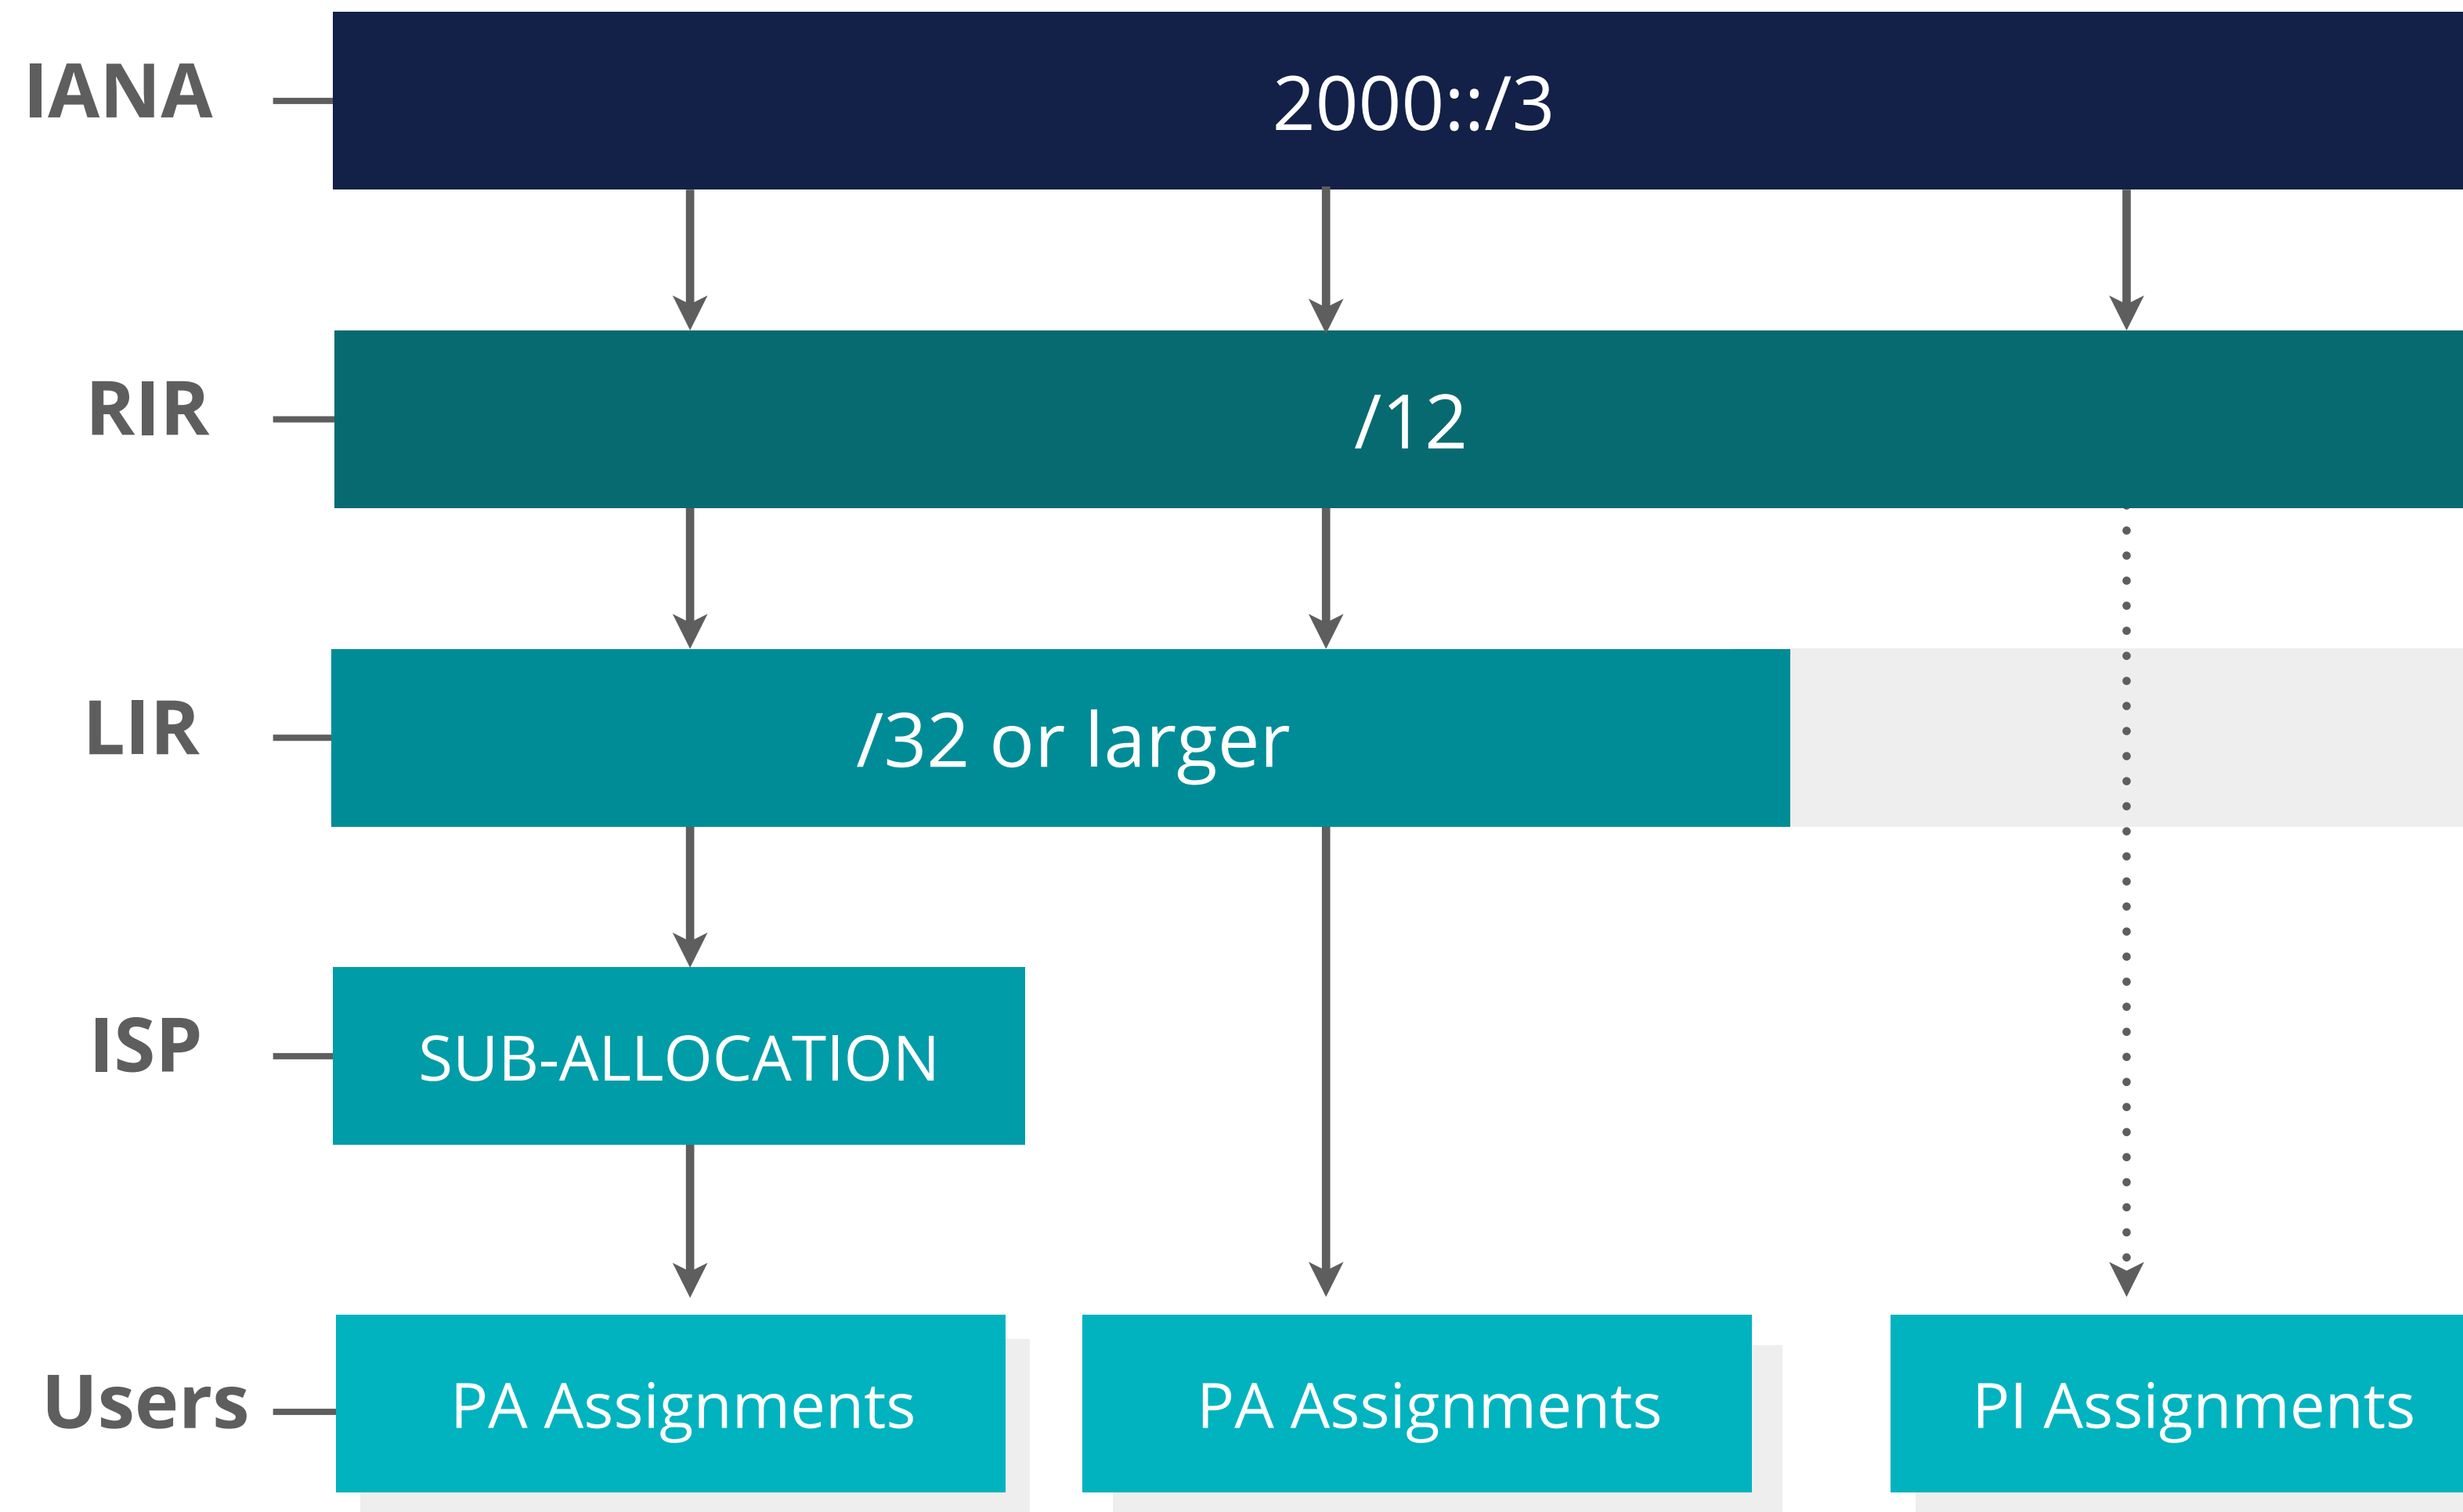 IANA
2000::/3
RIR
/12
LIR
/32 or larger
ISP
SUB-ALLOCATION
Users
PA Assignments
PA Assignments
PI Assignments